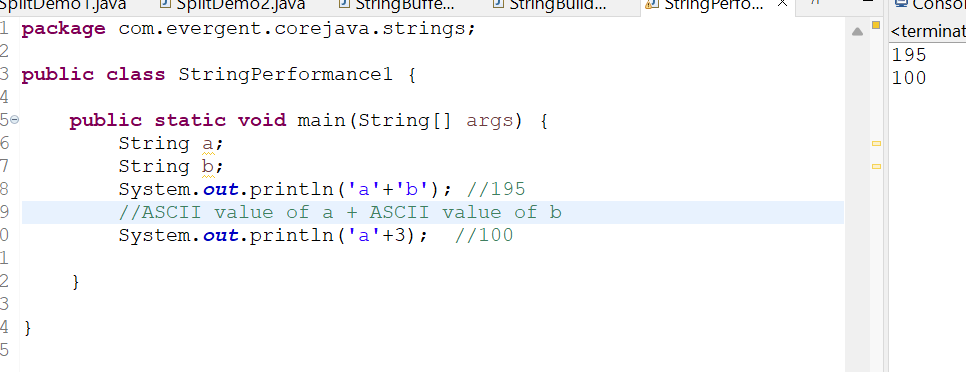 SplitDemo1.java SplitDemo2.java StringBuffe... StringBuild... StringPerfo... Consol
<terminat
1 package com.evergent.corejava.strings; 195
2 100
3 public class StringPerformance1 {
4
5 public static void main(String[] args) {
6 String a;
7 String b;
8 System.out.println('a'+'b'); //195
9 //ASCII value of a + ASCII value of b
0 System.out.println('a'+3); //100
1
2 }
3
4 }
5